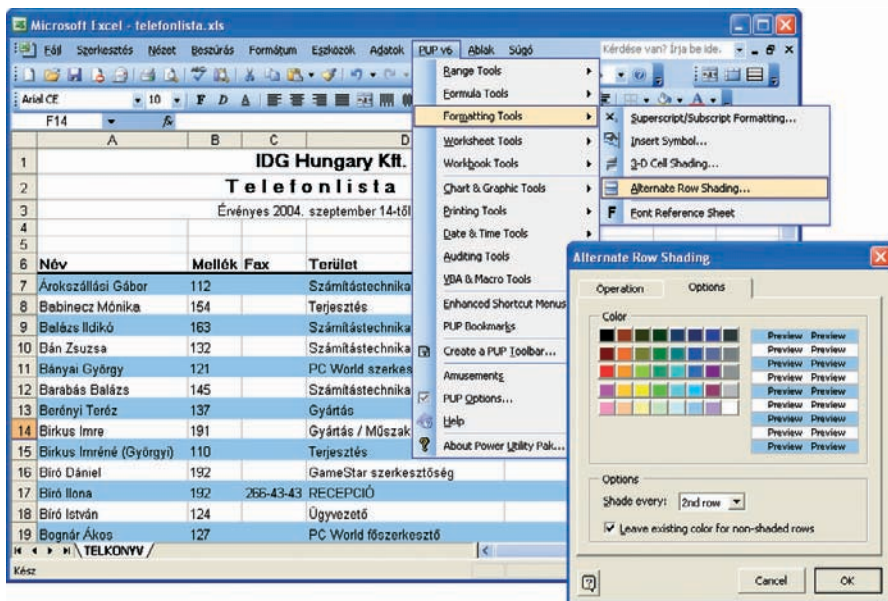 Microsoft Excel - telefonlista.xls
Fájl Szerkesztés Nézet Beszúrás Formátum Eszközök Adatok PUP v6 Ablak Súgó Kérdése van? Írja be ide.
Arial CE 10 F D A
F14 fx
A B C D
1 IDG Hungary Kft.
2 Telefonlista
3 Érvényes 2004. szeptember 14-től
4
5
6 Név Mellék Fax Terület
7 Árokszállási Gábor 112 Számítástechnika
8 Babinecz Mónika 154 Terjesztés
9 Balázs Ildikó 163 Számítástechnika
10 Bán Zsuzsa 132 Számítástechnika
11 Bányai György 121 PC World szerkes
12 Barabás Balázs 145 Számítástechnika
13 Berényi Teréz 137 Gyártás
14 Birkus Imre 191 Gyártás / Műszak
15 Birkus Imréné (Györgyi) 110 Terjesztés
16 Bíró Dániel 192 GameStar szerkesztőség
17 Bíró Ilona 192 266-43-43 RECEPCIÓ
18 Bíró István 124 Ügyvezető
19 Bognár Ákos 127 PC World főszerkesztő
TELKONYV
Kész
Range Tools
Formula Tools
Formatting Tools
Worksheet Tools
Workbook Tools
Chart & Graphic Tools
Printing Tools
Date & Time Tools
Auditing Tools
VBA & Macro Tools
Enhanced Shortcut Menus
PUP Bookmarks
Create a PUP Toolbar...
Amusements
PUP Options...
Help
About Power Utility Pak...
Superscript/Subscript Formatting...
Insert Symbol...
3-D Cell Shading...
Alternate Row Shading...
F Font Reference Sheet
Alternate Row Shading
Operation Options
Color
Preview Preview
Preview Preview
Preview Preview
Preview Preview
Preview Preview
Preview Preview
Preview Preview
Preview Preview
Preview Preview
Options
Shade every: 2nd row
Leave existing color for non-shaded rows
Cancel OK